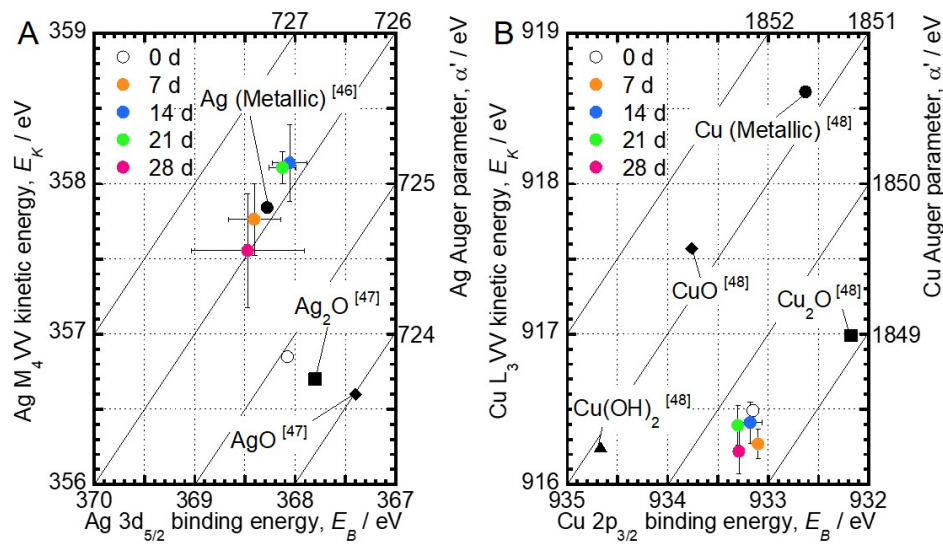 A
359
727
726
0 d
7 d
14 d
21 d
28 d
Ag (Metallic) [46]
358
725
357
724
Ag2O [47]
AgO [47]
356
370
369
368
367
Ag M4 VV kinetic energy, EK / eV
Ag 3d5/2 binding energy, EB / eV
Ag Auger parameter, α' / eV
B
919
1852
1851
0 d
7 d
14 d
21 d
28 d
Cu (Metallic) [48]
918
1850
CuO [48]
Cu2O [48]
917
1849
Cu(OH)2 [48]
916
935
934
933
932
Cu L3 VV kinetic energy, EK / eV
Cu 2p3/2 binding energy, EB / eV
Cu Auger parameter, α' / eV